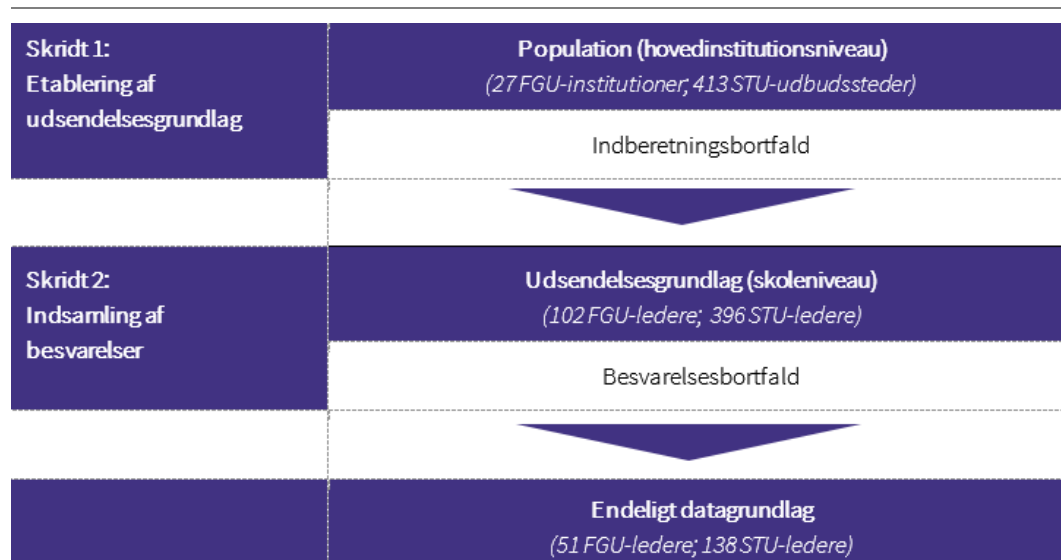 Skridt 1:
Etablering af
udsendelsesgrundlag
Population (hovedinstitutionsniveau)
(27 FGU-institutioner; 413 STU-udbudssteder)
Indberetningsbortfald
Skridt 2:
Indsamling af
besvarelser
Udsendelsesgrundlag (skoleniveau)
(102 FGU-ledere; 396 STU-ledere)
Besvarelsesbortfald
Endeligt datagrundlag
(51 FGU-ledere; 138 STU-ledere)